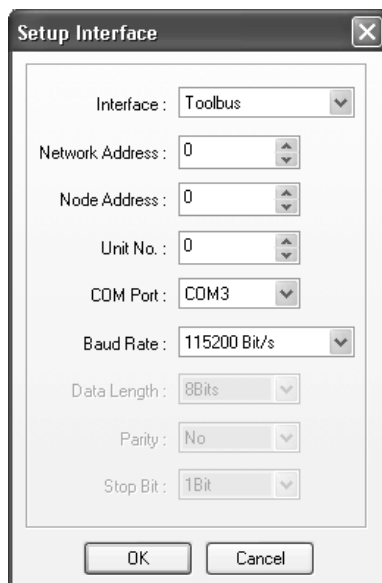 Setup Interface
Interface : Toolbus
Network Address : 0
Node Address : 0
Unit No. : 0
COM Port : COM3
Baud Rate : 115200 Bit/s
Data Length : 8Bits
Parity : No
Stop Bit : 1Bit
OK Cancel